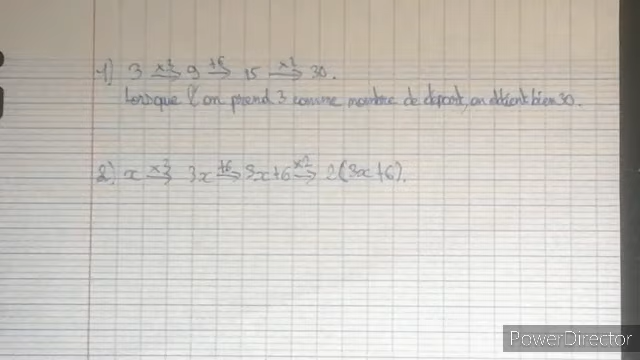 1) 3 ×3→ 9 +6→ 15 ×2→ 30.
Lorsque l'on prend 3 comme nombre de départ, on obtient bien 30.
2) x ×3→ 3x +6→ 3x+6 ×2→ 2(3x+6).
PowerDirector